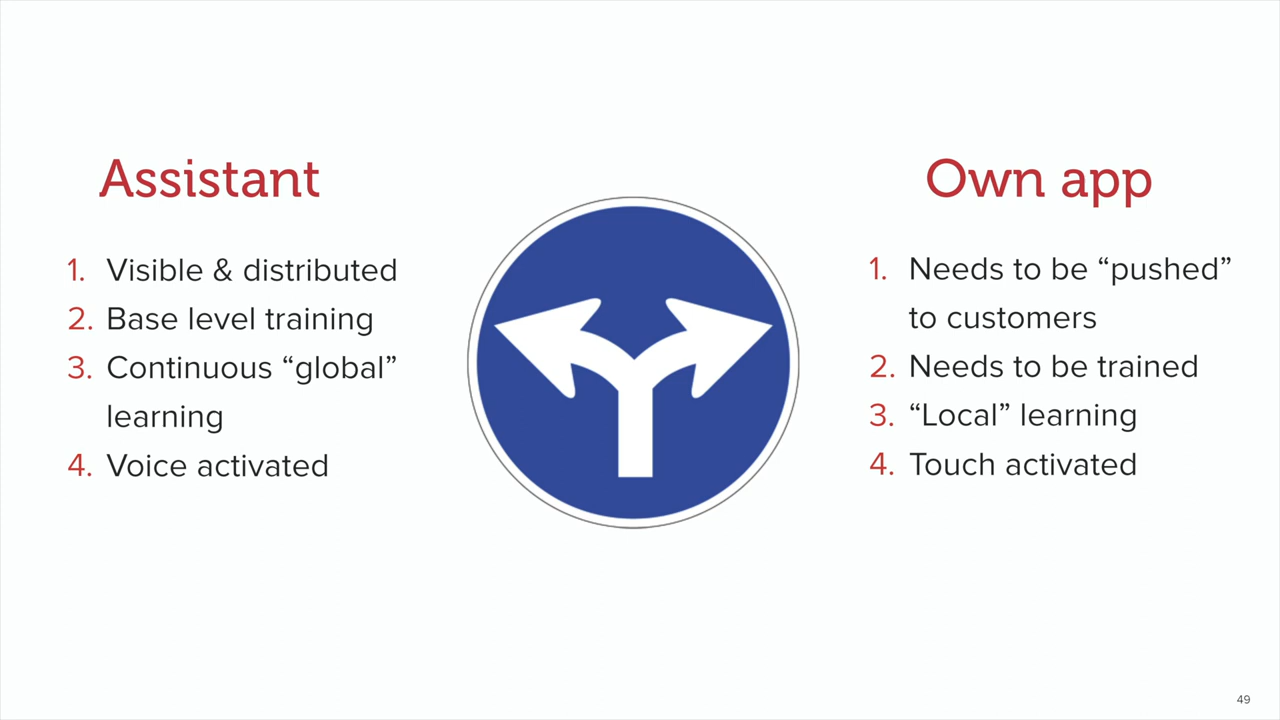 Assistant
1. Visible & distributed
2. Base level training
3. Continuous “global”
learning
4. Voice activated
Own app
1. Needs to be “pushed”
to customers
2. Needs to be trained
3. “Local” learning
4. Touch activated
49